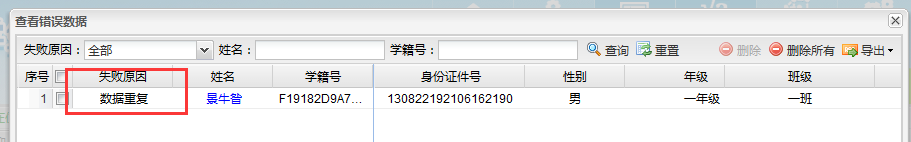 查看错误数据
失败原因：全部 姓名： 学籍号： 查询 重置 删除 删除所有 导出
序号 失败原因 姓名 学籍号 身份证件号 性别 年级 班级
1 数据重复 景牛智 F19182D9A7... 130822192106162190 男 一年级 一班